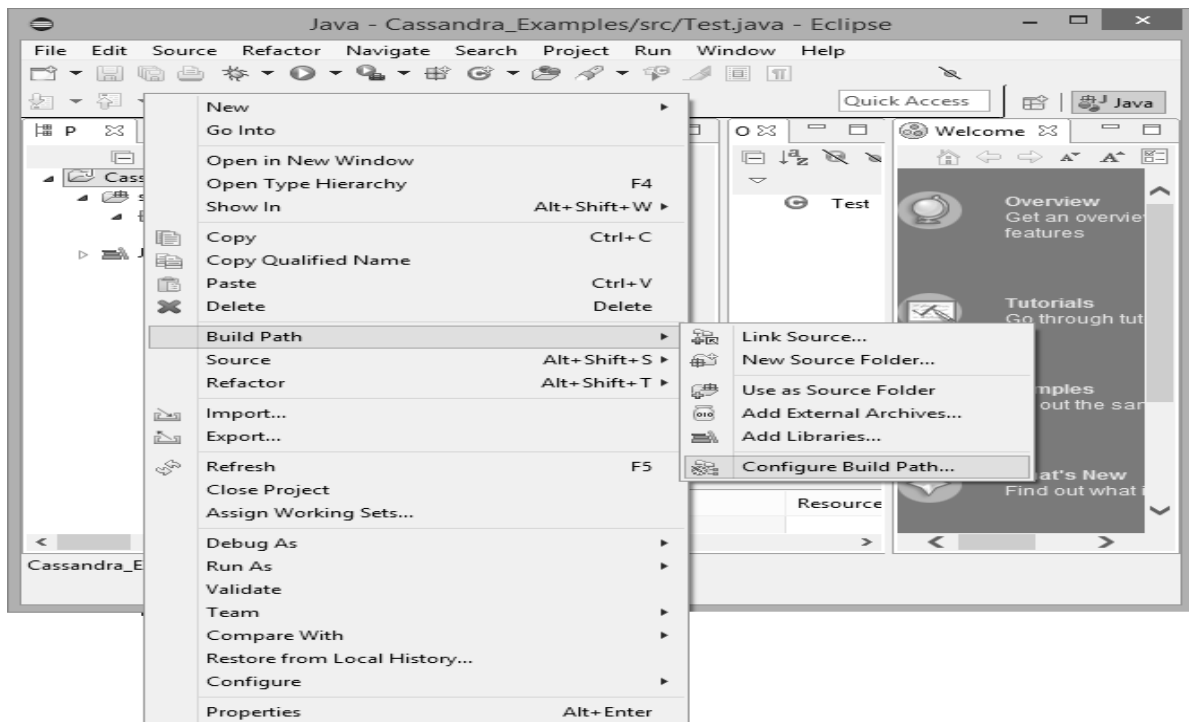 Java - Cassandra_Examples/src/Test.java - Eclipse
File Edit Source Refactor Navigate Search Project Run Window Help
Quick Access
Java
P
O
Welcome
Cass
s
J
Test
Overview
Get an overvie
features
Tutorials
Go through tut
mples
out the sar
at's New
Find out what i
Resource
Cassandra_E
New
Go Into
Open in New Window
Open Type Hierarchy F4
Show In Alt+Shift+W
Copy Ctrl+C
Copy Qualified Name
Paste Ctrl+V
Delete Delete
Build Path
Source Alt+Shift+S
Refactor Alt+Shift+T
Import...
Export...
Refresh F5
Close Project
Assign Working Sets...
Debug As
Run As
Validate
Team
Compare With
Restore from Local History...
Configure
Properties Alt+Enter
Link Source...
New Source Folder...
Use as Source Folder
Add External Archives...
Add Libraries...
Configure Build Path...